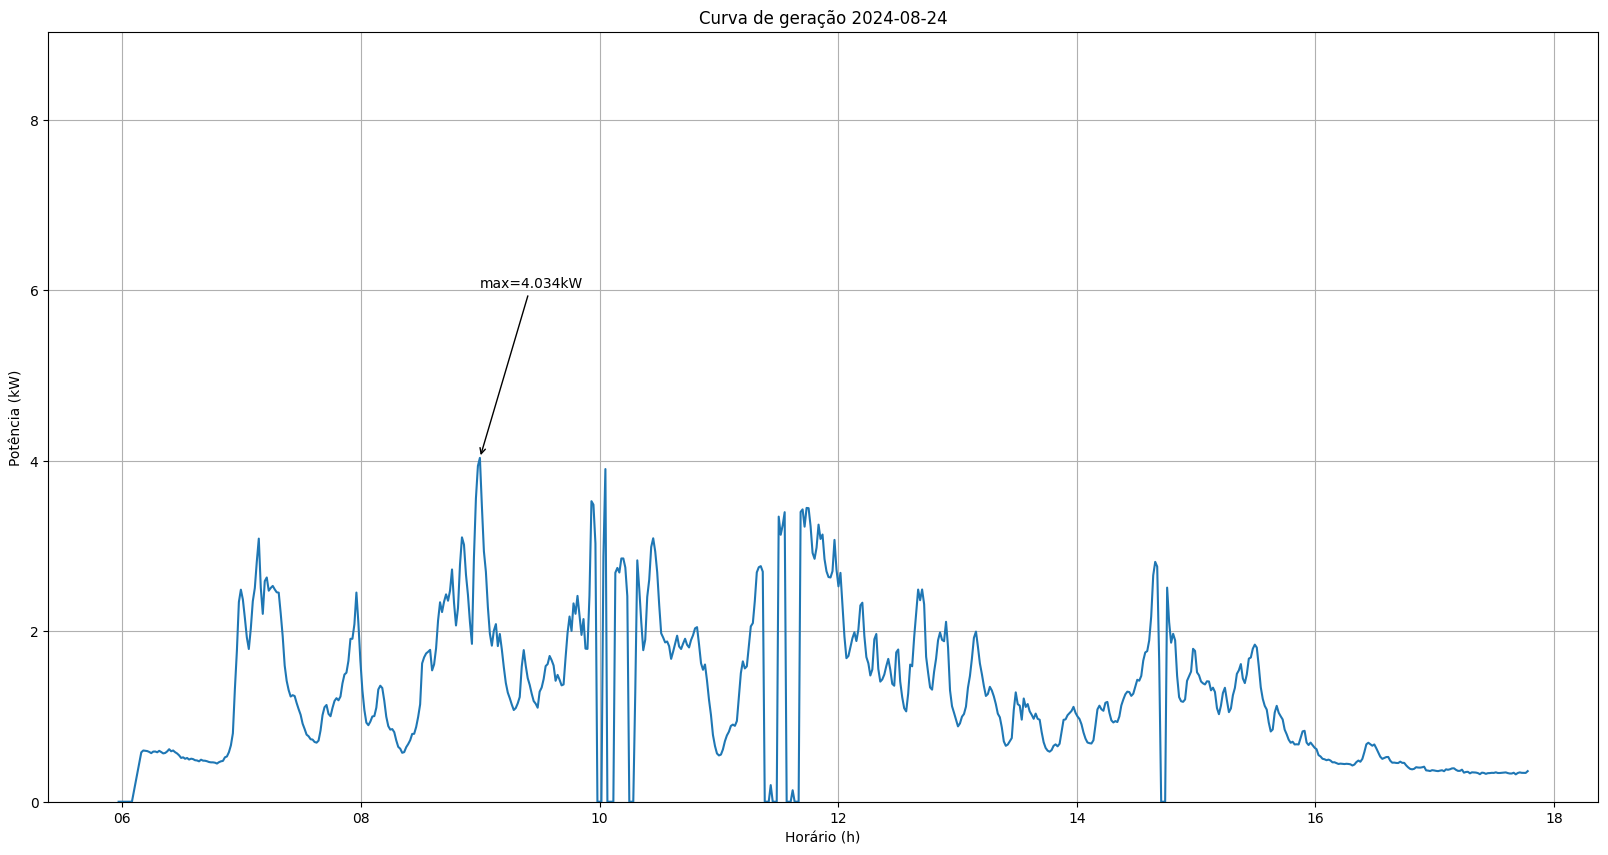 Curva de geração 2024-08-24
8
6
4
2
0
Potência (kW)
max=4.034kW
06 08 10 12 14 16 18
Horário (h)